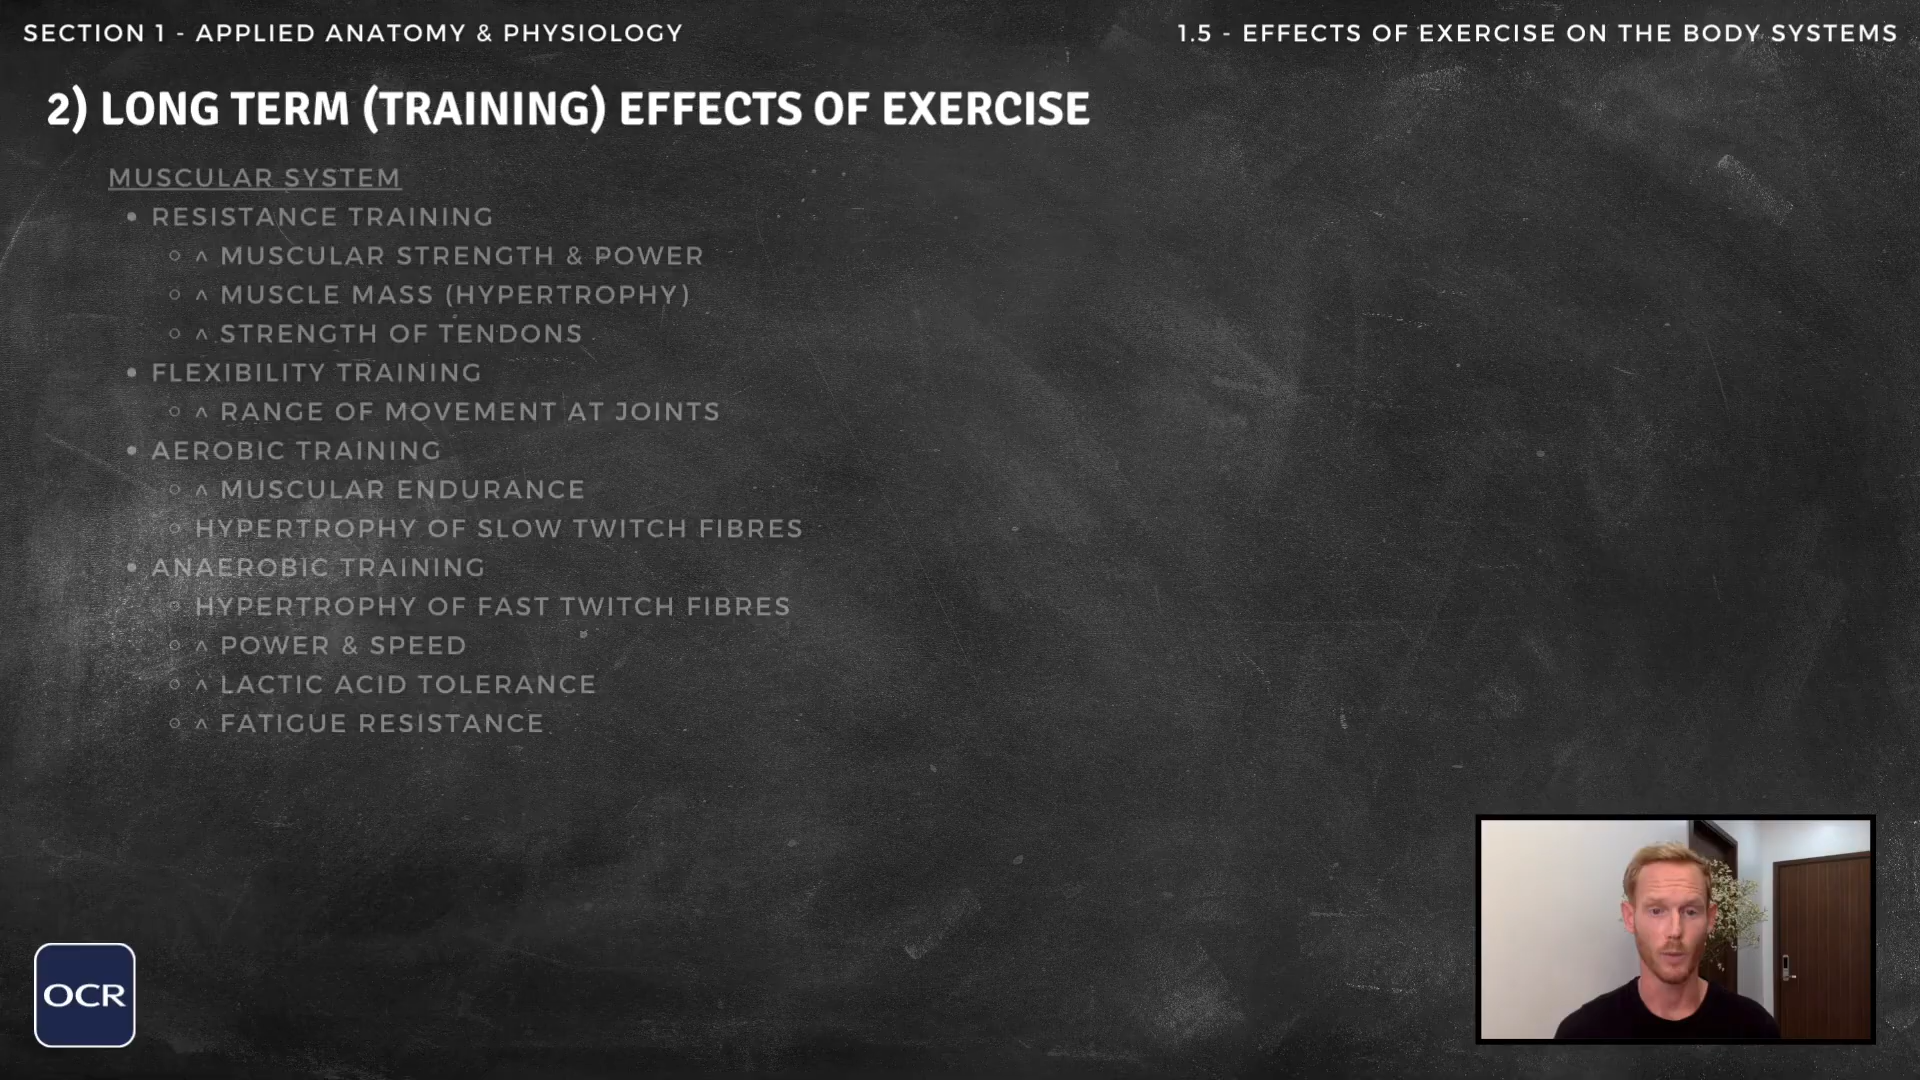 SECTION 1 - APPLIED ANATOMY & PHYSIOLOGY
1.5 - EFFECTS OF EXERCISE ON THE BODY SYSTEMS
2) LONG TERM (TRAINING) EFFECTS OF EXERCISE
MUSCULAR SYSTEM
• RESISTANCE TRAINING
○ ^ MUSCULAR STRENGTH & POWER
○ ^ MUSCLE MASS (HYPERTROPHY)
○ ^ STRENGTH OF TENDONS
• FLEXIBILITY TRAINING
○ ^ RANGE OF MOVEMENT AT JOINTS
• AEROBIC TRAINING
○ ^ MUSCULAR ENDURANCE
○ HYPERTROPHY OF SLOW TWITCH FIBRES
• ANAEROBIC TRAINING
○ HYPERTROPHY OF FAST TWITCH FIBRES
○ ^ POWER & SPEED
○ ^ LACTIC ACID TOLERANCE
○ ^ FATIGUE RESISTANCE
OCR